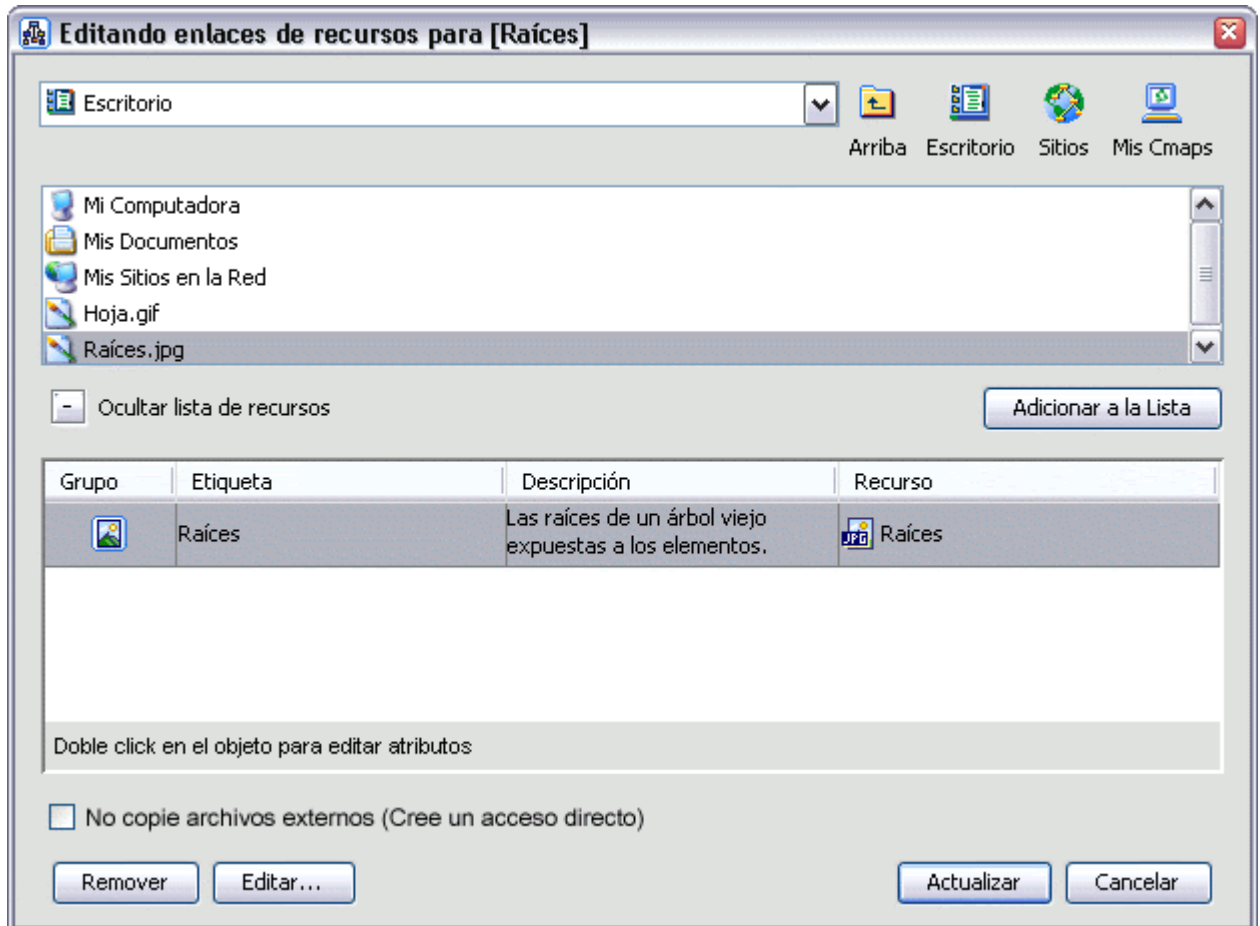 Editando enlaces de recursos para [Raíces]
Escritorio
Arriba Escritorio Sitios Mis Cmaps
Mi Computadora
Mis Documentos
Mis Sitios en la Red
Hoja.gif
Raíces.jpg
- Ocultar lista de recursos
Adicionar a la Lista
Grupo Etiqueta Descripción Recurso
Raíces
Las raíces de un árbol viejo
expuestas a los elementos.
JPG Raíces
Doble click en el objeto para editar atributos
No copie archivos externos (Cree un acceso directo)
Remover Editar... Actualizar Cancelar